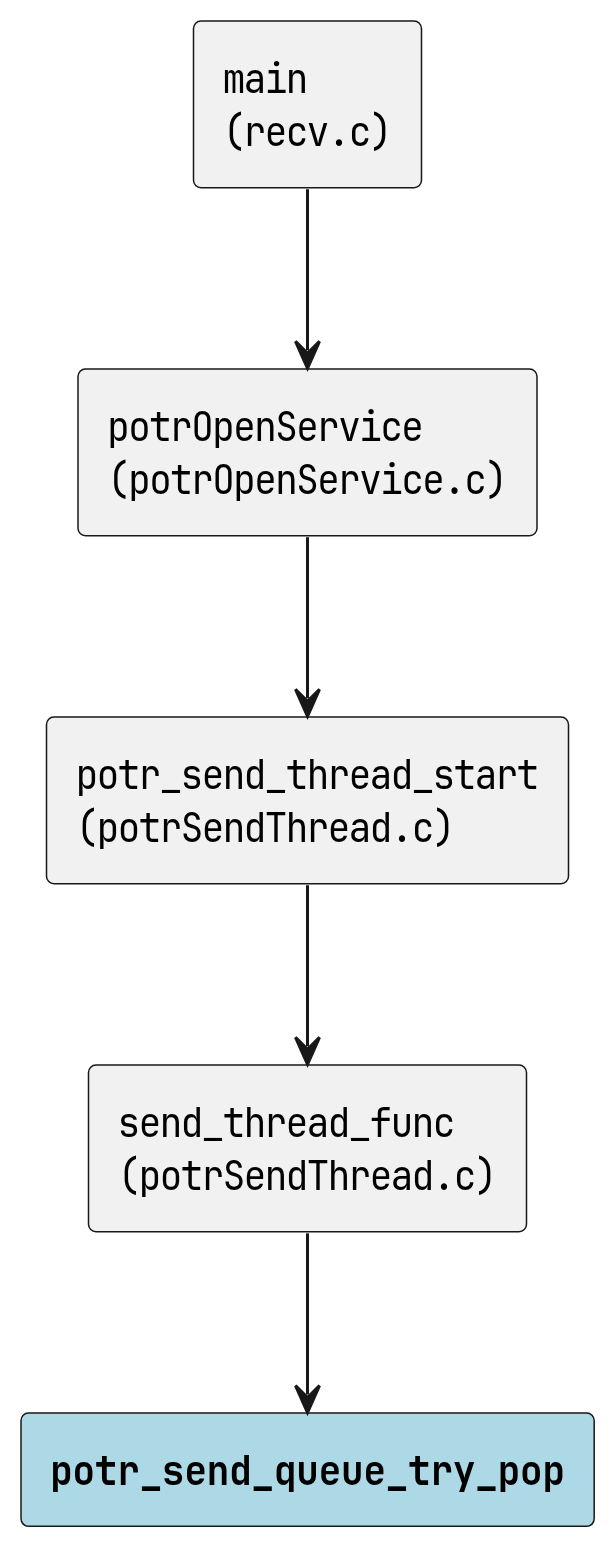 main
(recv.c)
potrOpenService
(potrOpenService.c)
potr_send_thread_start
(potrSendThread.c)
send_thread_func
(potrSendThread.c)
potr_send_queue_try_pop